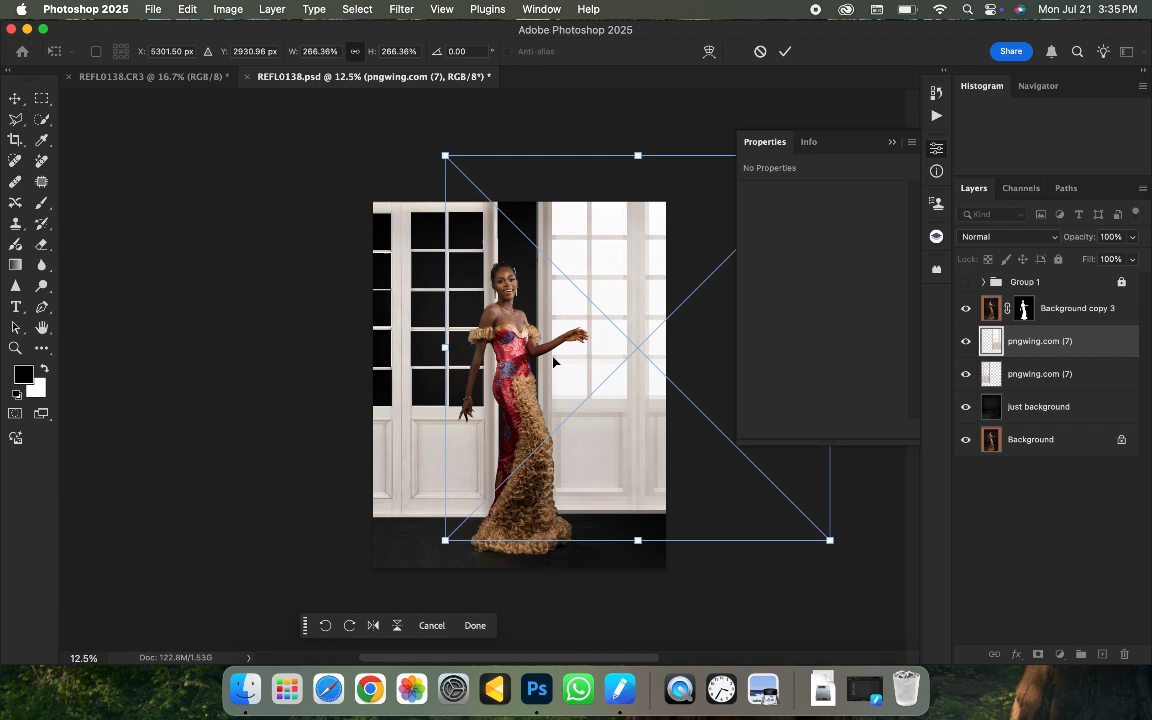 Photoshop 2025 File Edit Image Layer Type Select Filter View Plugins Window Help Mon Jul 21 3:35 PM
Adobe Photoshop 2025
X: 5301.50 px Y: 2930.96 px W: 266.36% H: 266.36% 0.00 ° Anti-alias Share
× REFL0138.CR3 @ 16.7% (RGB/8) * × REFL0138.psd @ 12.5% (pngwing.com (7), RGB/8*) *
Histogram Navigator
Properties Info
No Properties
Layers Channels Paths
Kind
Normal Opacity: 100%
Lock: Fill: 100%
Group 1
Background copy 3
pngwing.com (7)
pngwing.com (7)
just background
Background
Cancel Done
12.5% Doc: 122.8M/1.53G
Ps